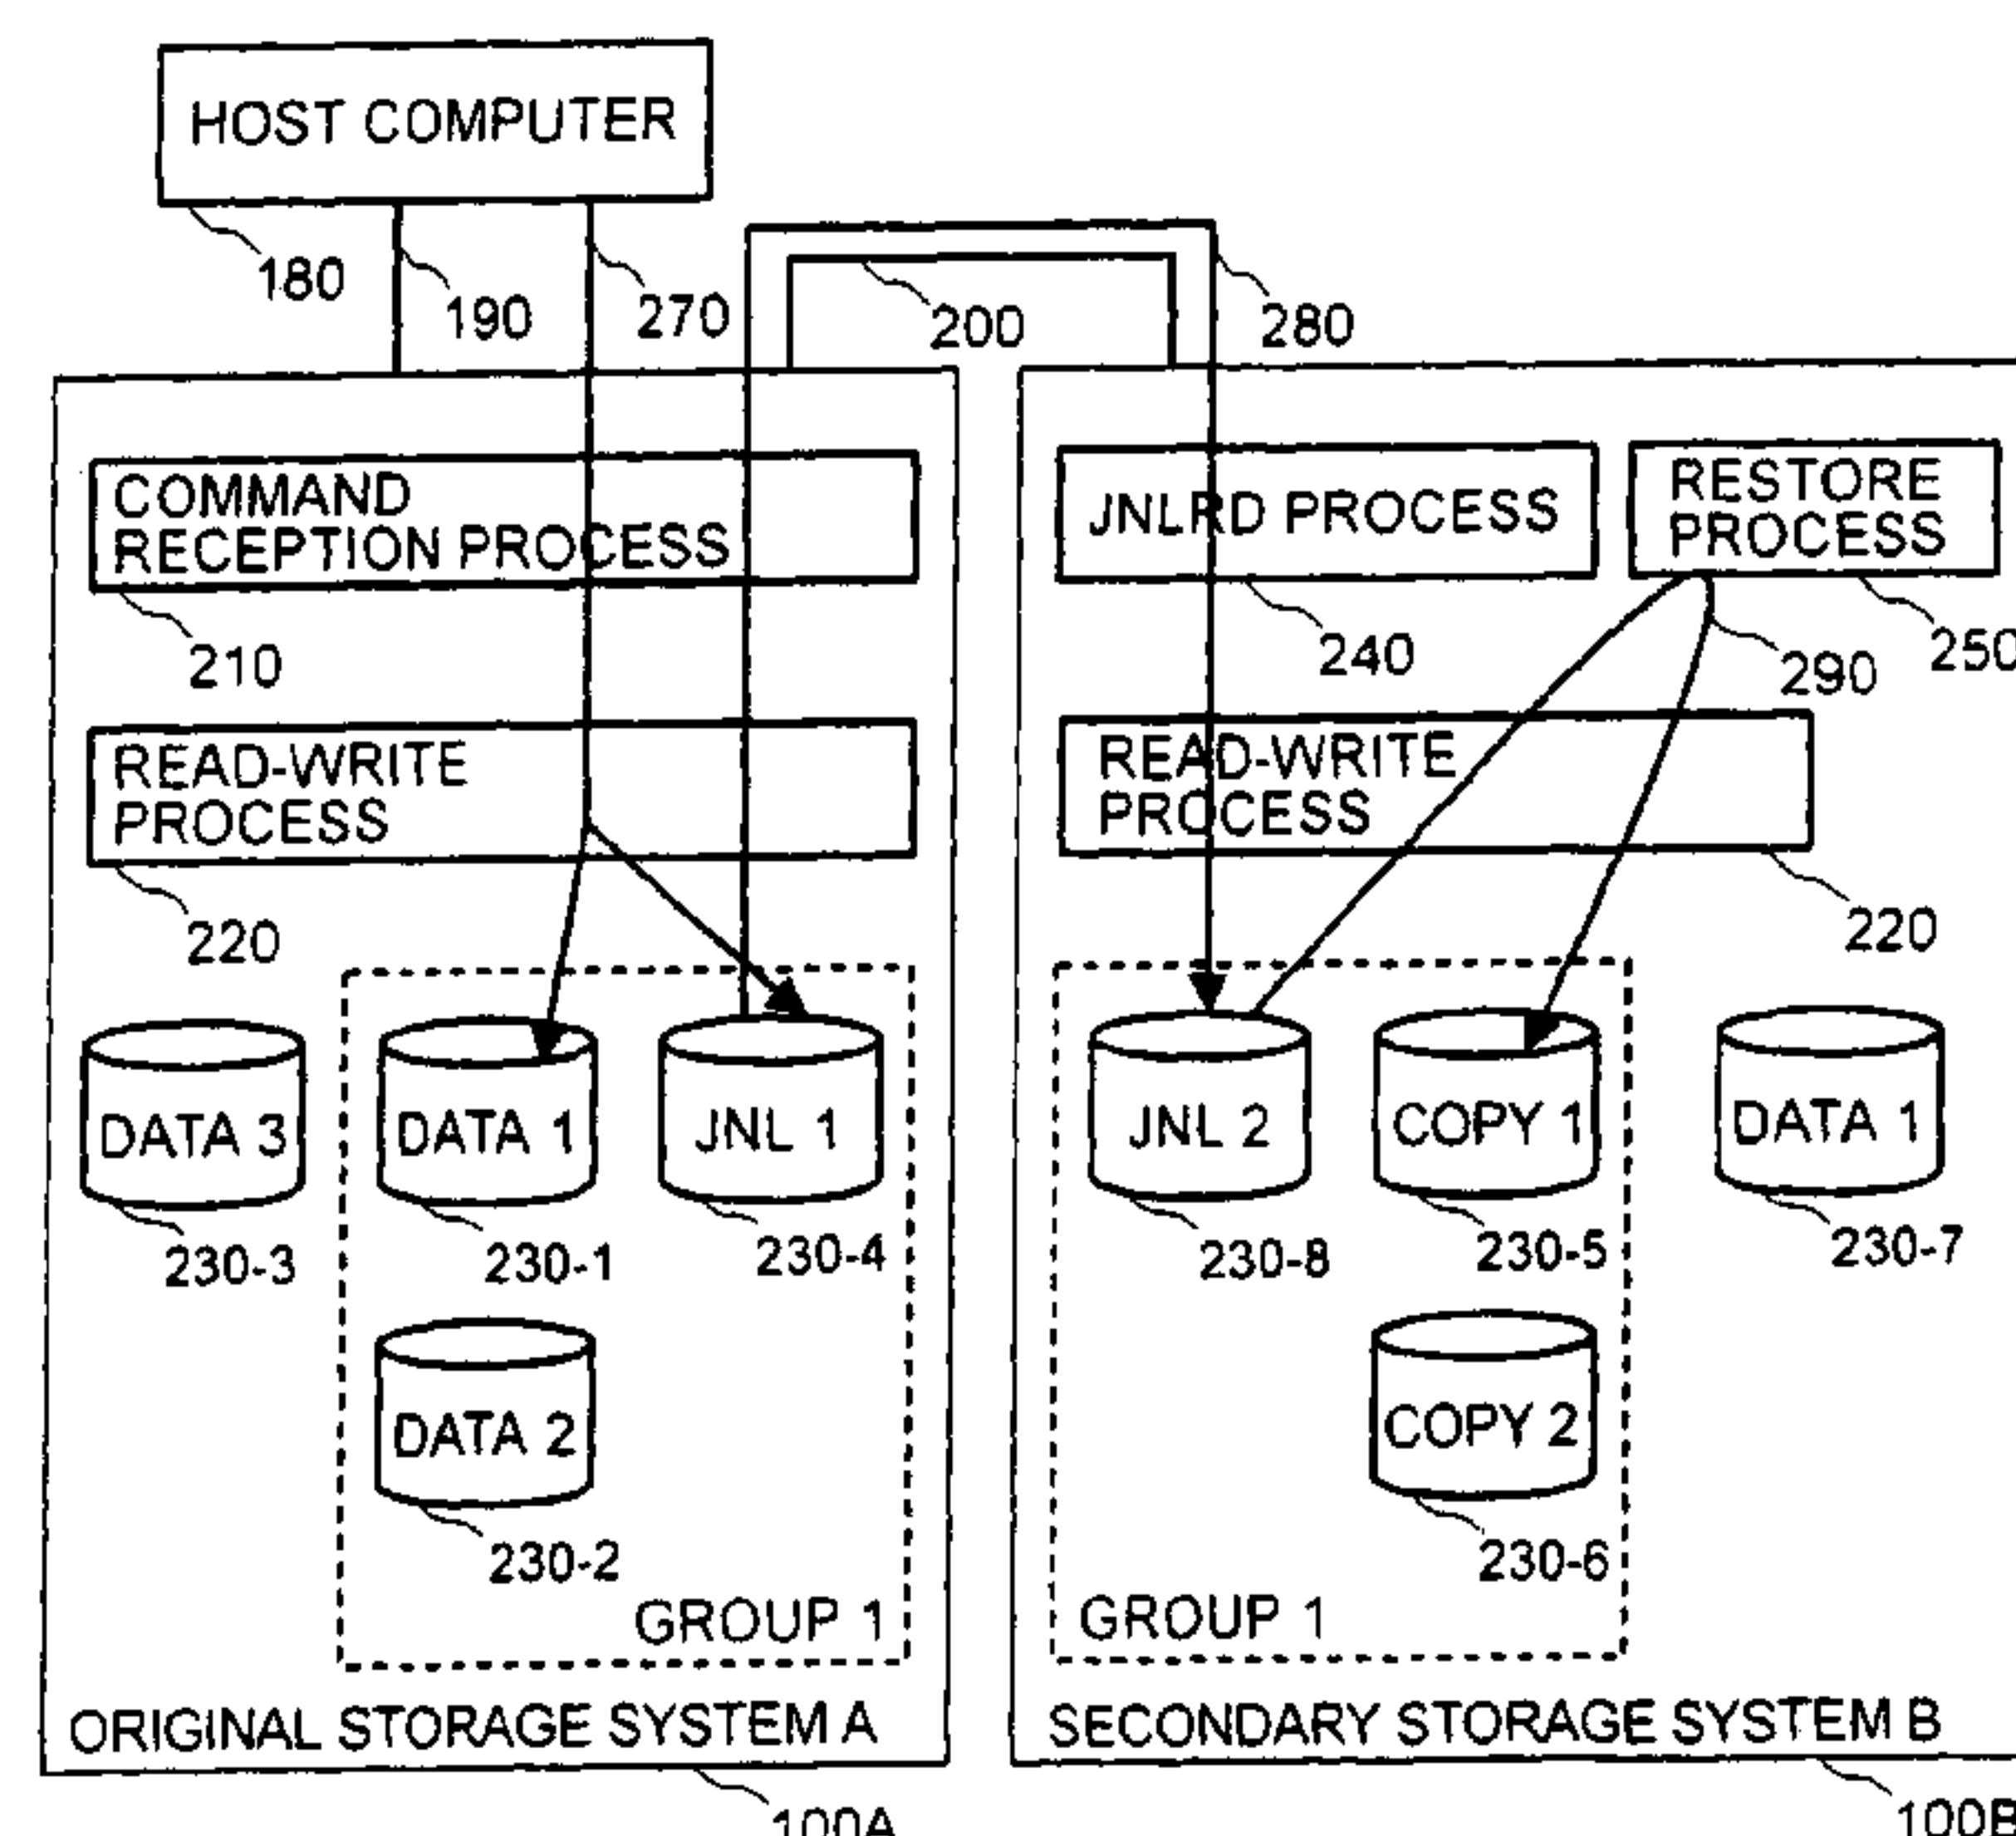 HOST COMPUTER
180
190
270
200
280
COMMAND
RECEPTION PROCESS
210
JNLRD PROCESS
240
RESTORE
PROCESS
250
290
READ-WRITE
PROCESS
220
READ-WRITE
PROCESS
220
DATA 3
230-3
DATA 1
230-1
JNL 1
230-4
JNL 2
230-8
COPY 1
230-5
DATA 1
230-7
DATA 2
230-2
COPY 2
230-6
GROUP 1
GROUP 1
ORIGINAL STORAGE SYSTEM A
SECONDARY STORAGE SYSTEM B
100A
100B